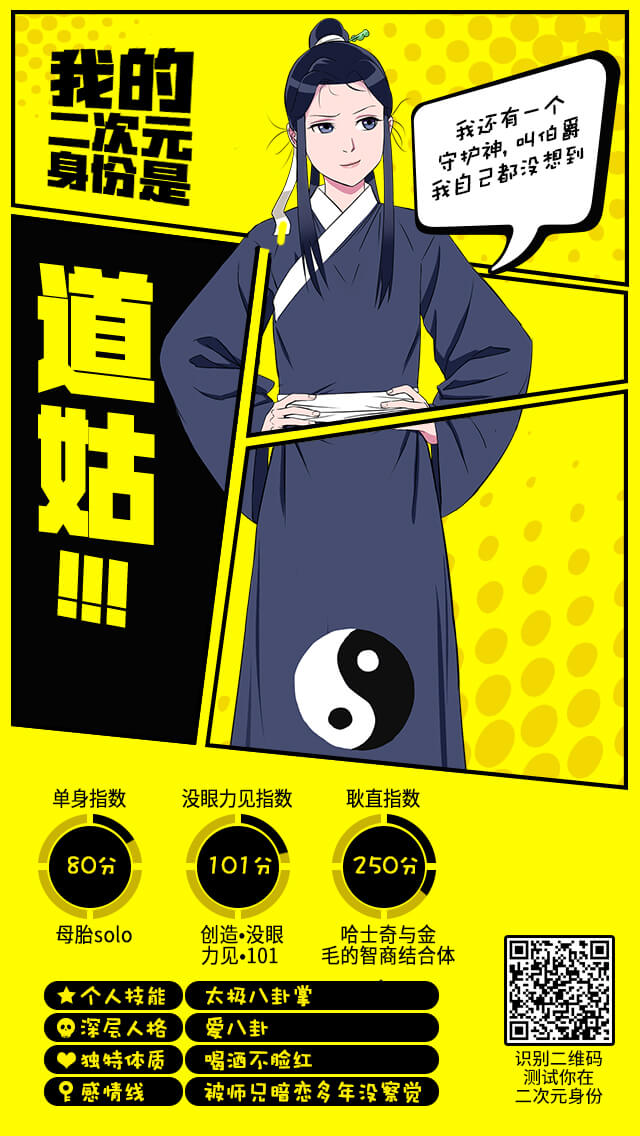 我的
二次元
身份是
我还有一个
守护神,叫伯爵
我自己都没想到
道
姑
!!!
单身指数
没眼力见指数
耿直指数
80分
101分
250分
母胎solo
创造•没眼
力见•101
哈士奇与金
毛的智商结合体
个人技能
太极八卦掌
深层人格
爱八卦
独特体质
喝酒不脸红
感情线
被师兄暗恋多年没察觉
识别二维码
测试你在
二次元身份